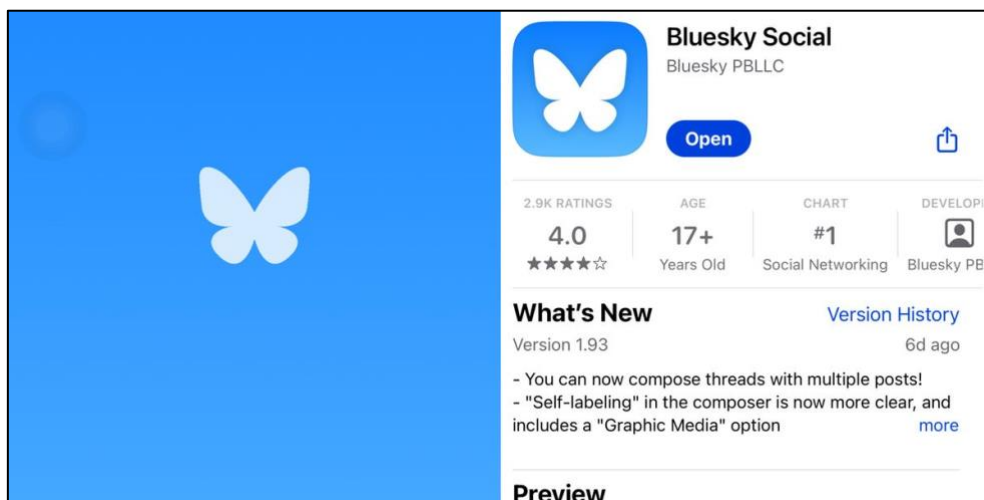 Bluesky Social
Bluesky PBLLC
Open
2.9K RATINGS
4.0
AGE
17+
Years Old
CHART
#1
Social Networking
DEVELOPE
Bluesky PB
What's New
Version History
Version 1.93
6d ago
- You can now compose threads with multiple posts!
- "Self-labeling" in the composer is now more clear, and
includes a "Graphic Media" option
more
Preview